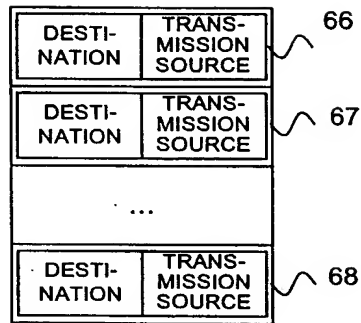 DESTI- TRANS- 66
NATION MISSION
SOURCE
DESTI- TRANS- 67
NATION MISSION
SOURCE
...
DESTI- TRANS- 68
NATION MISSION
SOURCE